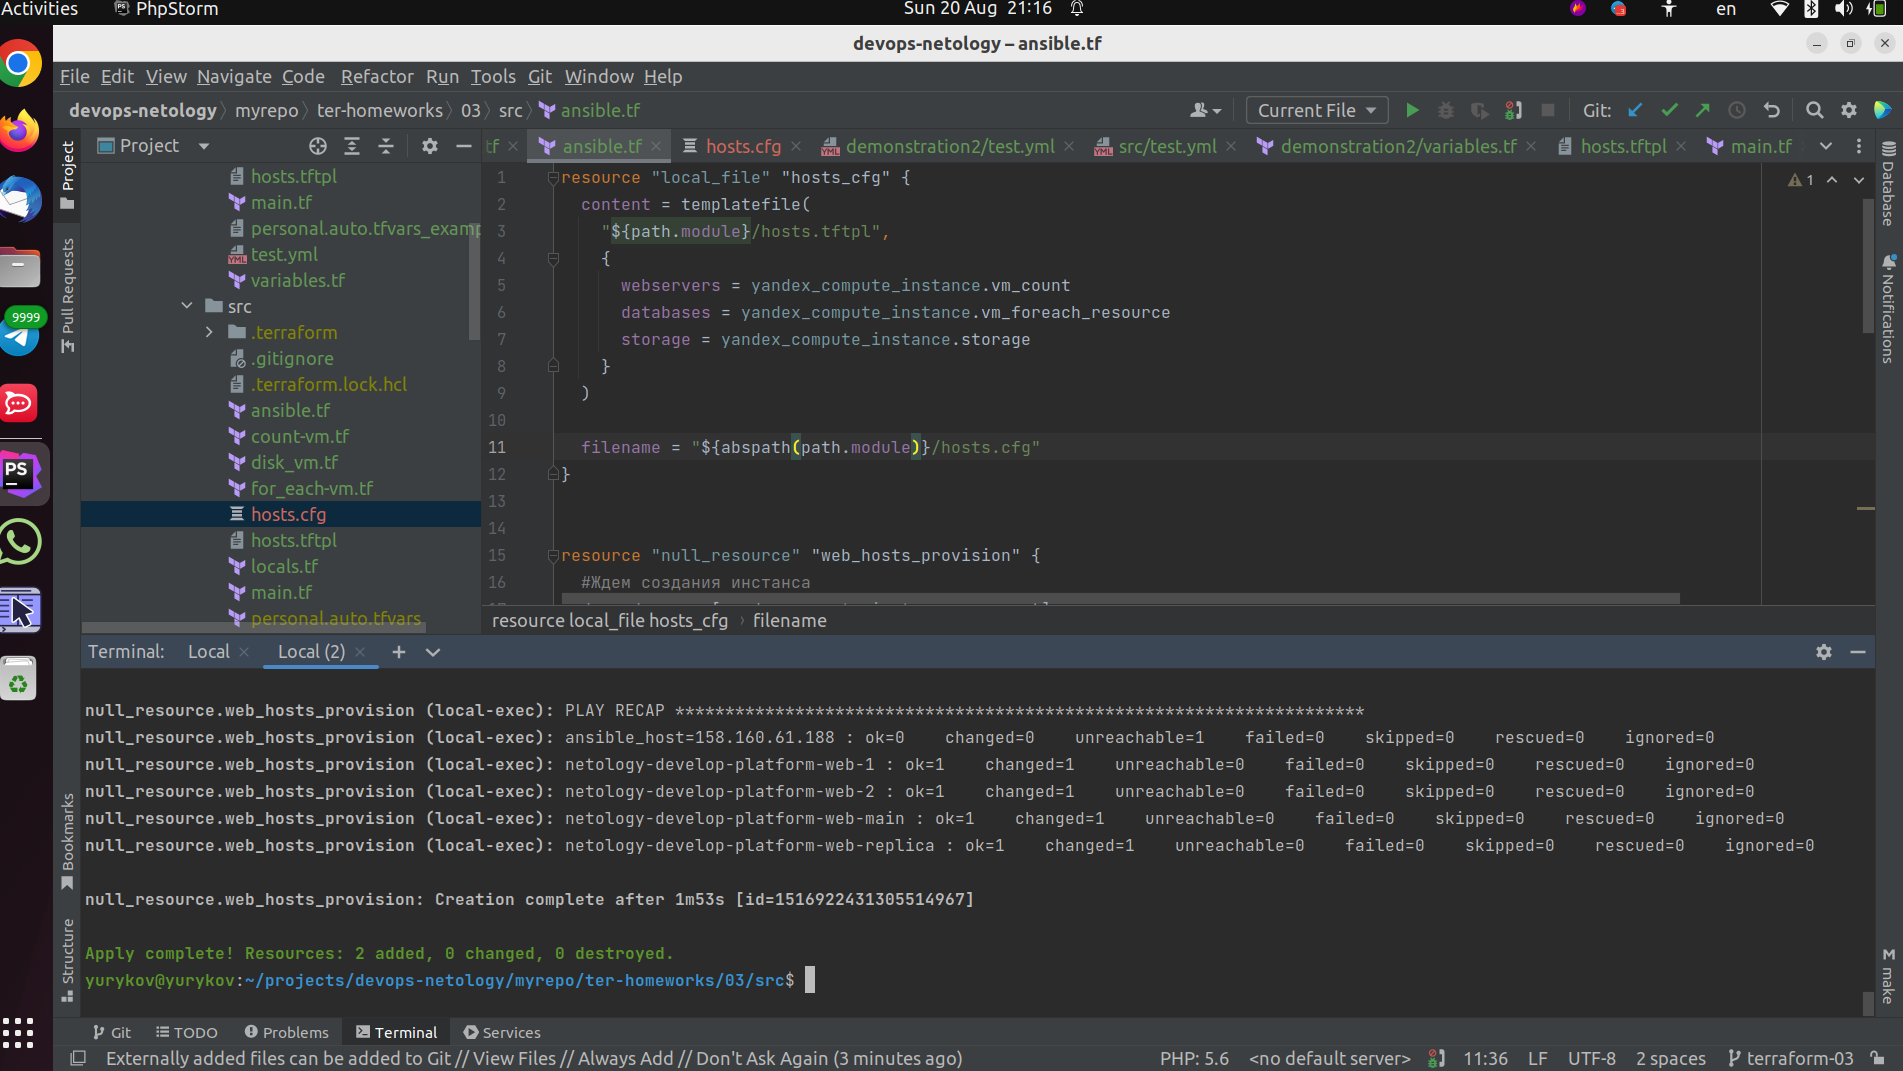 Activities PhpStorm Sun 20 Aug 21:16 en
devops-netology – ansible.tf
File Edit View Navigate Code Refactor Run Tools Git Window Help
devops-netology myrepo ter-homeworks 03 src ansible.tf Current File Git:
Project tf ansible.tf hosts.cfg demonstration2/test.yml src/test.yml demonstration2/variables.tf hosts.tftpl main.tf
Project
Pull Requests
Bookmarks
Structure
hosts.tftpl
main.tf
personal.auto.tfvars_examp
test.yml
variables.tf
src
.terraform
.gitignore
.terraform.lock.hcl
ansible.tf
count-vm.tf
disk_vm.tf
for_each-vm.tf
hosts.cfg
hosts.tftpl
locals.tf
main.tf
personal.auto.tfvars
9999
PS
1 resource "local_file" "hosts_cfg" {
2 content = templatefile(
3 "${path.module}/hosts.tftpl",
4 {
5 webservers = yandex_compute_instance.vm_count
6 databases = yandex_compute_instance.vm_foreach_resource
7 storage = yandex_compute_instance.storage
8 }
9 )
10
11 filename = "${abspath(path.module)}/hosts.cfg"
12 }
13
14
15 resource "null_resource" "web_hosts_provision" {
16 #Ждем создания инстанса
1
Database
Notifications
make
resource local_file hosts_cfg › filename
Terminal: Local Local (2)
null_resource.web_hosts_provision (local-exec): PLAY RECAP *********************************************************************
null_resource.web_hosts_provision (local-exec): ansible_host=158.160.61.188 : ok=0 changed=0 unreachable=1 failed=0 skipped=0 rescued=0 ignored=0
null_resource.web_hosts_provision (local-exec): netology-develop-platform-web-1 : ok=1 changed=1 unreachable=0 failed=0 skipped=0 rescued=0 ignored=0
null_resource.web_hosts_provision (local-exec): netology-develop-platform-web-2 : ok=1 changed=1 unreachable=0 failed=0 skipped=0 rescued=0 ignored=0
null_resource.web_hosts_provision (local-exec): netology-develop-platform-web-main : ok=1 changed=1 unreachable=0 failed=0 skipped=0 rescued=0 ignored=0
null_resource.web_hosts_provision (local-exec): netology-develop-platform-web-replica : ok=1 changed=1 unreachable=0 failed=0 skipped=0 rescued=0 ignored=0
null_resource.web_hosts_provision: Creation complete after 1m53s [id=1516922431305514967]
Apply complete! Resources: 2 added, 0 changed, 0 destroyed.
yurykov@yurykov:~/projects/devops-netology/myrepo/ter-homeworks/03/src$
Git TODO Problems Terminal Services
Externally added files can be added to Git // View Files // Always Add // Don't Ask Again (3 minutes ago) PHP: 5.6 <no default server> 11:36 LF UTF-8 2 spaces terraform-03